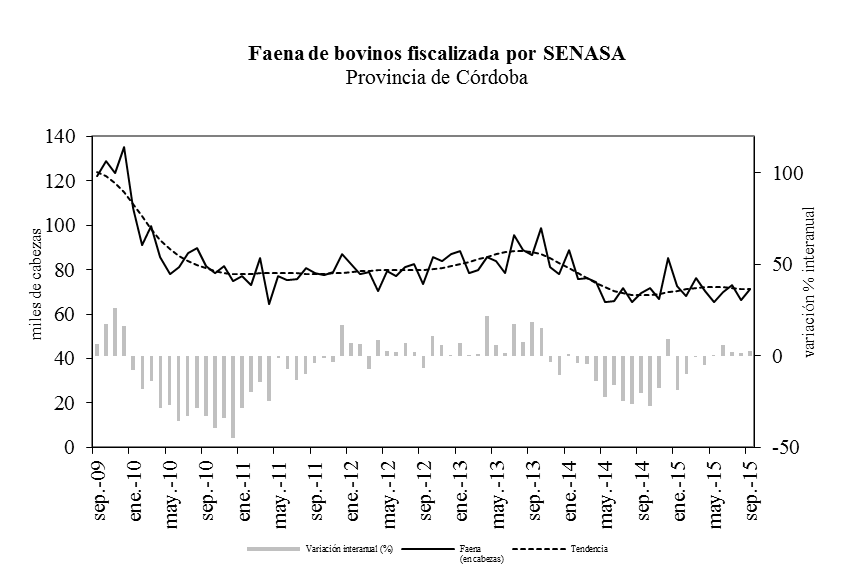 Faena de bovinos fiscalizada por SENASA
Provincia de Córdoba
miles de cabezas
140
120
100
80
60
40
20
0
100
50
0
-50
variación % interanual
sep.-09
ene.-10
may.-10
sep.-10
ene.-11
may.-11
sep.-11
ene.-12
may.-12
sep.-12
ene.-13
may.-13
sep.-13
ene.-14
may.-14
sep.-14
ene.-15
may.-15
sep.-15
Variación interanual (%)
Faena
(en cabezas)
Tendencia